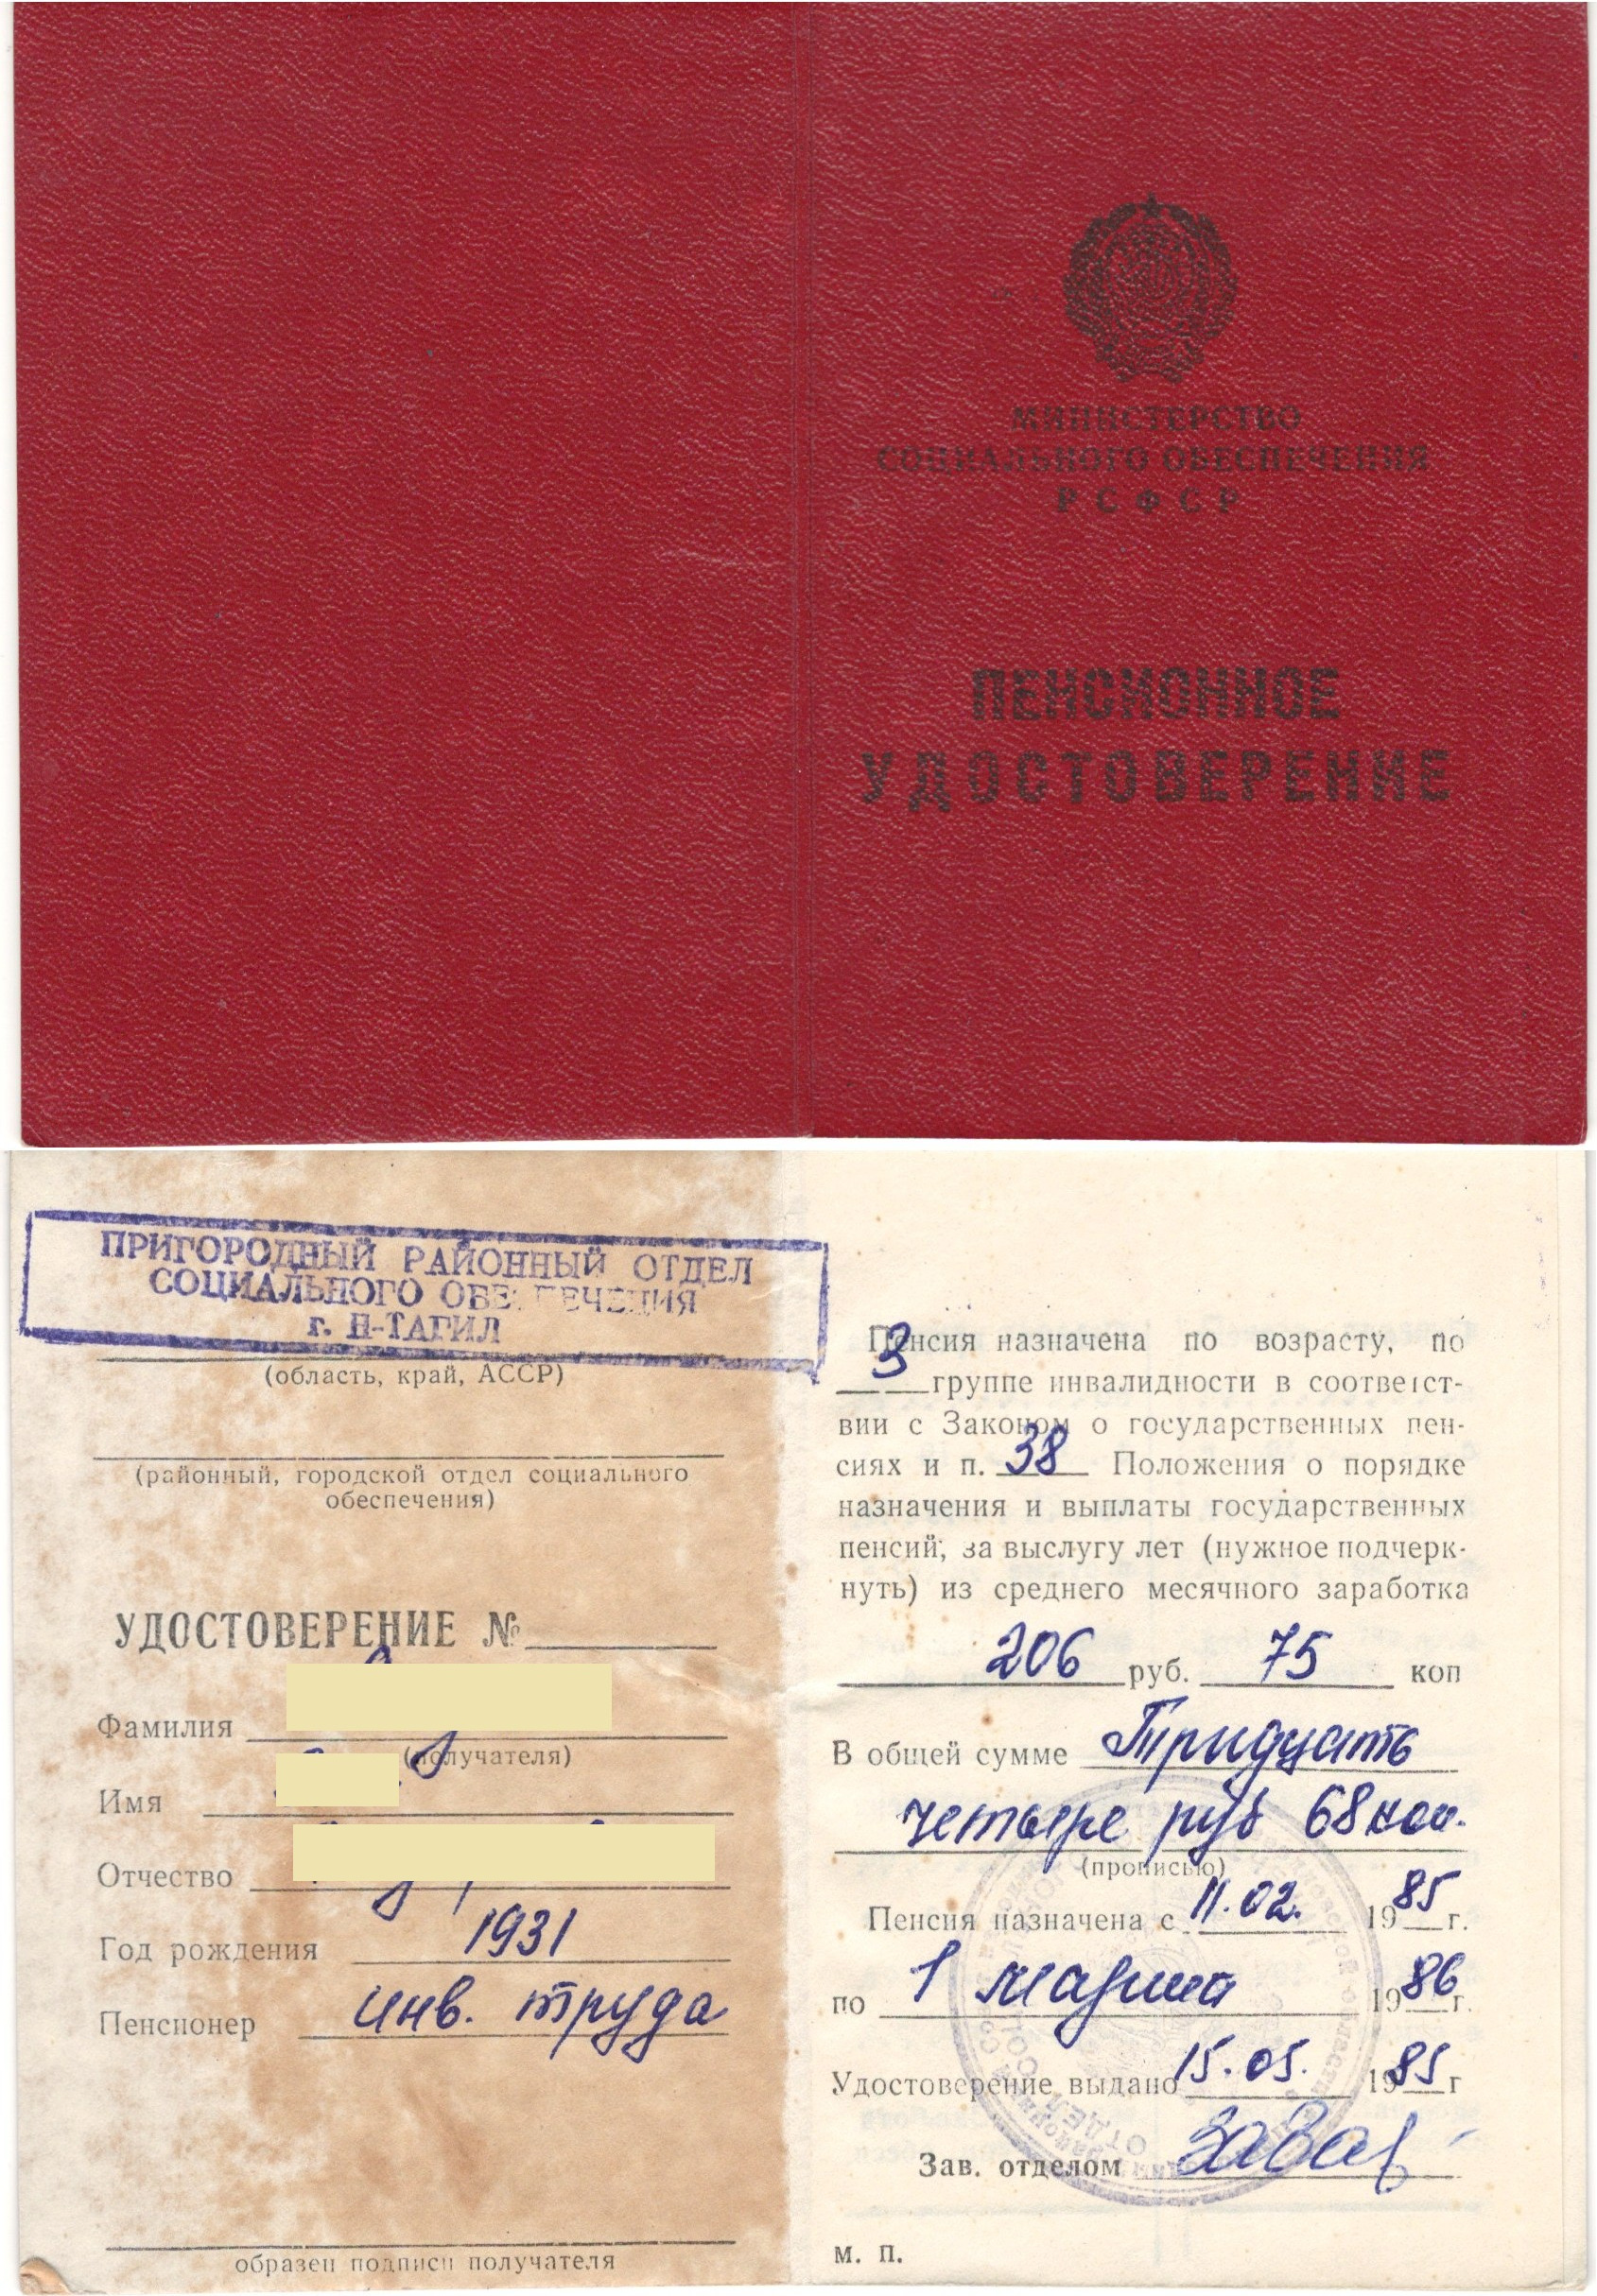 МИНИСТЕРСТВО
СОЦИАЛЬНОГО ОБЕСПЕЧЕНИЯ
РСФСР
ПЕНСИОННОЕ
УДОСТОВЕРЕНИЕ
ПРИГОРОДНЫЙ РАЙОННЫЙ ОТДЕЛ
СОЦИАЛЬНОГО ОБЕСПЕЧЕНИЯ
г. Н-ТАГИЛ
(область, край, АССР)
(районный, городской отдел социального
обеспечения)
УДОСТОВЕРЕНИЕ №
Фамилия
(получателя)
Имя
Отчество
Год рождения 1931
Пенсионер инв. труда
образец подписи получателя
Пенсия назначена по возрасту, по
3 группе инвалидности в соответст-
вии с Законом о государственных пен-
сиях и п. 38 Положения о порядке
назначения и выплаты государственных
пенсий, за выслугу лет (нужное подчерк-
нуть) из среднего месячного заработка
206 руб. 75 коп
В общей сумме Тридцать
четыре руб 68 коп.
(прописью)
Пенсия назначена с 11.02. 1985 г.
по 1 марта 1986 г.
Удостоверение выдано 15.05. 1985 г
Зав. отделом
М. П.